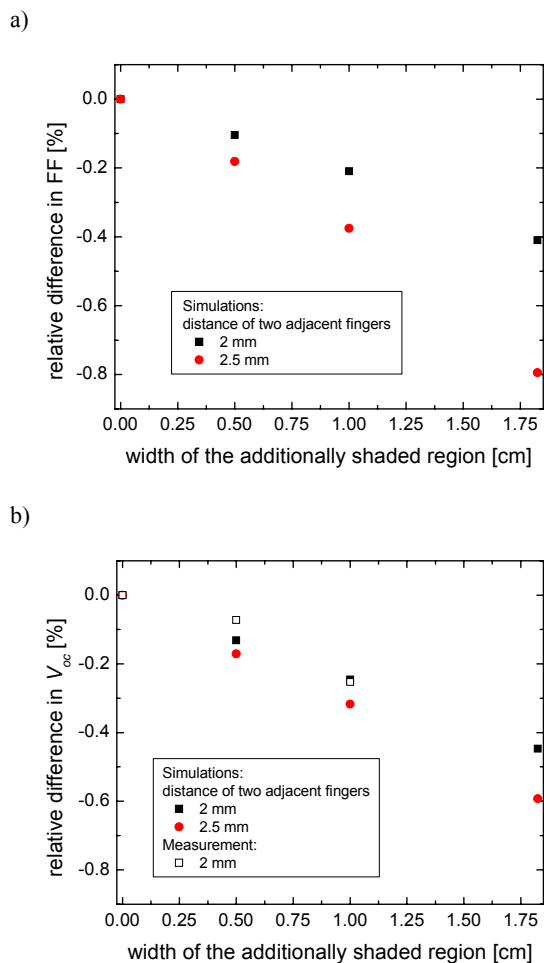 a)
0.0
-0.2
-0.4
-0.6
-0.8
relative difference in FF [%]
Simulations:
distance of two adjacent fingers
2 mm
2.5 mm
0.00 0.25 0.50 0.75 1.00 1.25 1.50 1.75
width of the additionally shaded region [cm]
b)
0.0
-0.2
-0.4
-0.6
-0.8
relative difference in Voc [%]
Simulations:
distance of two adjacent fingers
2 mm
2.5 mm
Measurement:
2 mm
0.00 0.25 0.50 0.75 1.00 1.25 1.50 1.75
width of the additionally shaded region [cm]